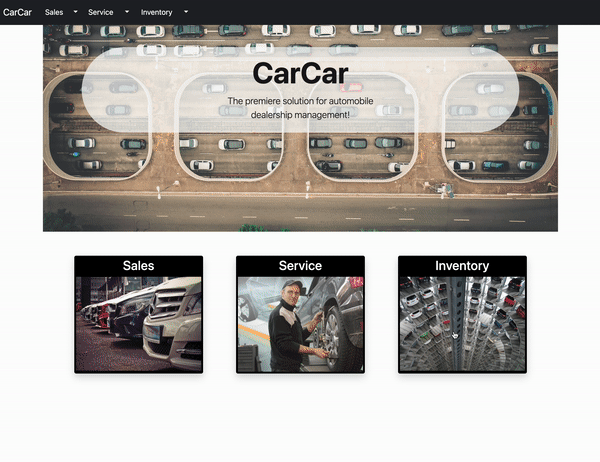 CarCar Sales Service Inventory
CarCar
The premiere solution for automobile
dealership management!
Sales Service Inventory